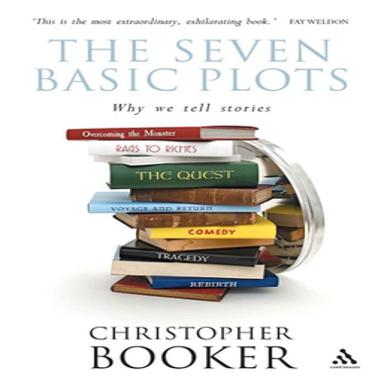 'This is the most extraordinary, exhilarating book.' FAY WELDON
THE SEVEN
BASIC PLOTS
Why we tell stories
Overcoming the Monster
RAGS TO RICHES
THE QUEST
VOYAGE AND RETURN
COMEDY
TRAGEDY
REBIRTH
CHRISTOPHER
BOOKER
continuum